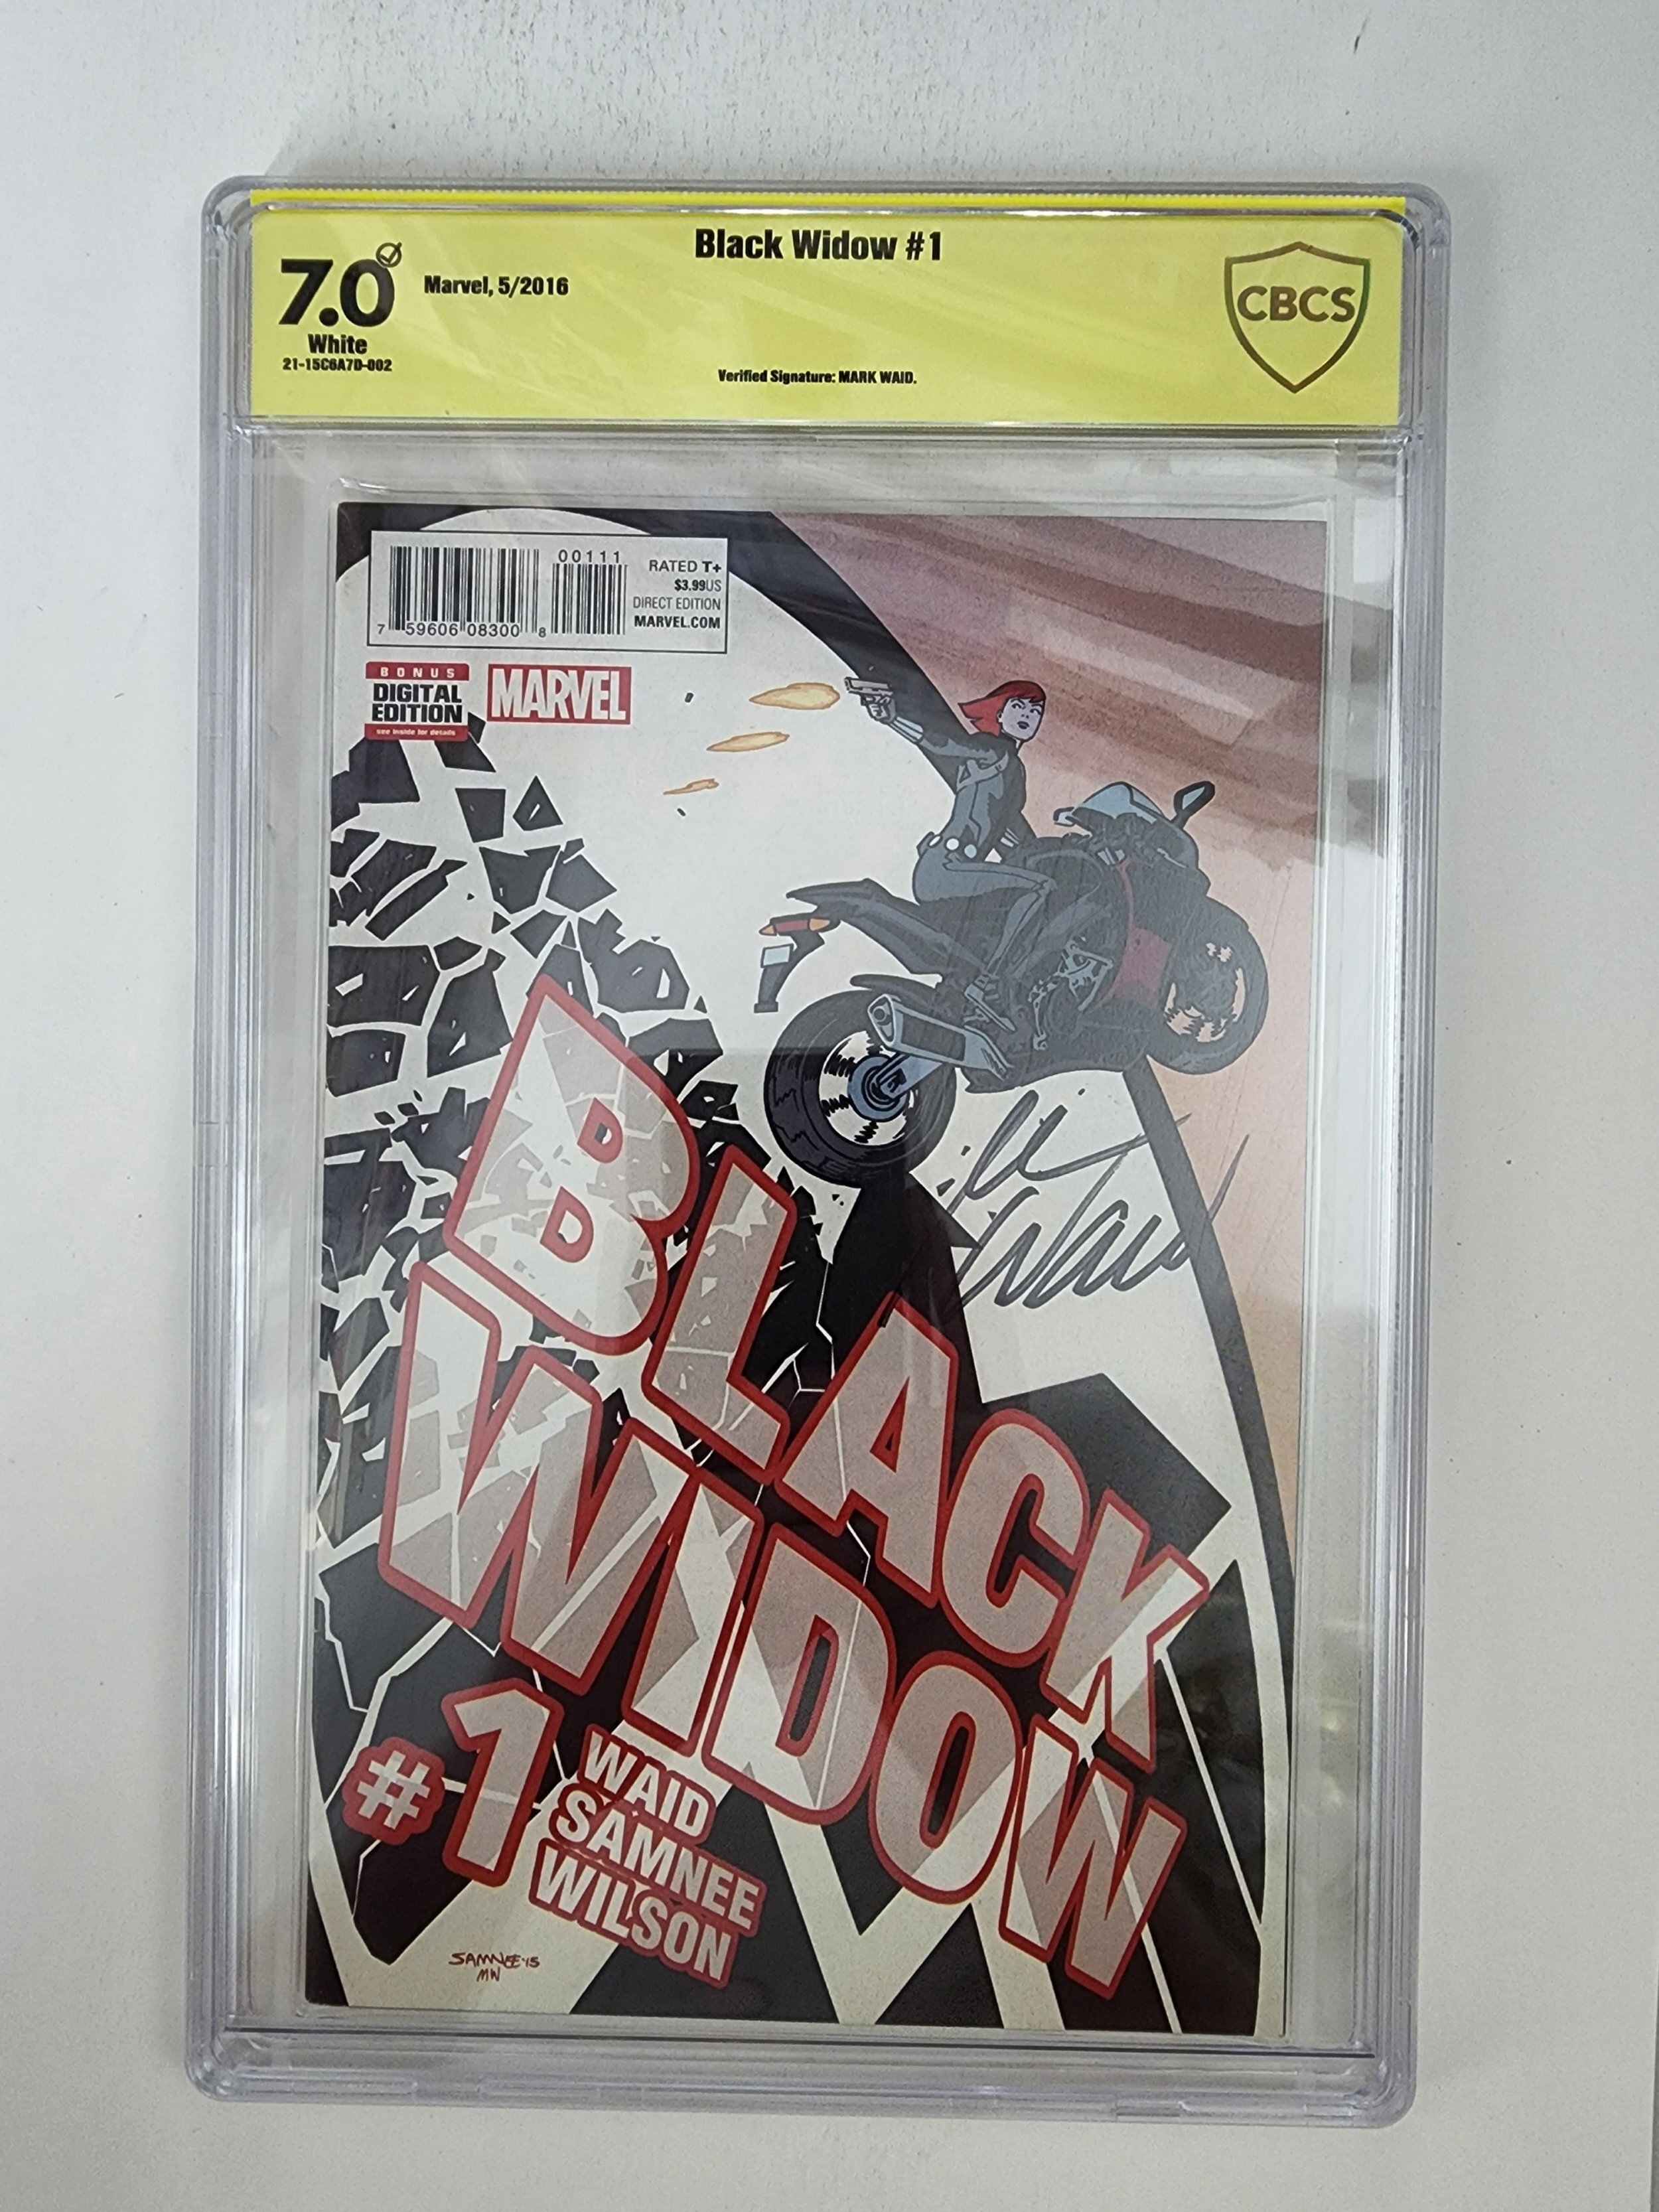 Black Widow #1
7.0
Marvel, 5/2016
White
21-15C6A7D-002
Verified Signature: MARK WAID.
CBCS
00111
7 59606 08300 8
RATED T+
$3.99US
DIRECT EDITION
MARVEL.COM
BONUS
DIGITAL
EDITION
see inside for details
MARVEL
BLACK
WIDOW
#1
WAID
SAMNEE
WILSON
SAMNEE '15
MW